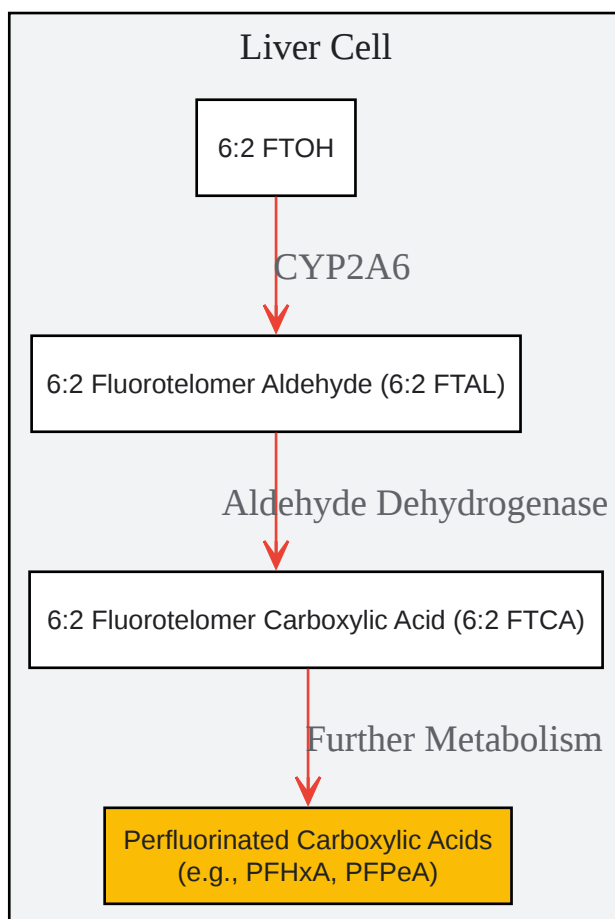 Liver Cell
6:2 FTOH
CYP2A6
6:2 Fluorotelomer Aldehyde (6:2 FTAL)
Aldehyde Dehydrogenase
6:2 Fluorotelomer Carboxylic Acid (6:2 FTCA)
Further Metabolism
Perfluorinated Carboxylic Acids
(e.g., PFHxA, PFPeA)